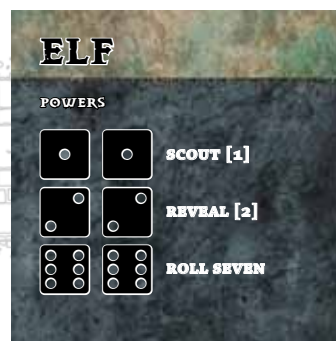 ELF
POWERS
SCOUT [1]
REVEAL [2]
ROLL SEVEN